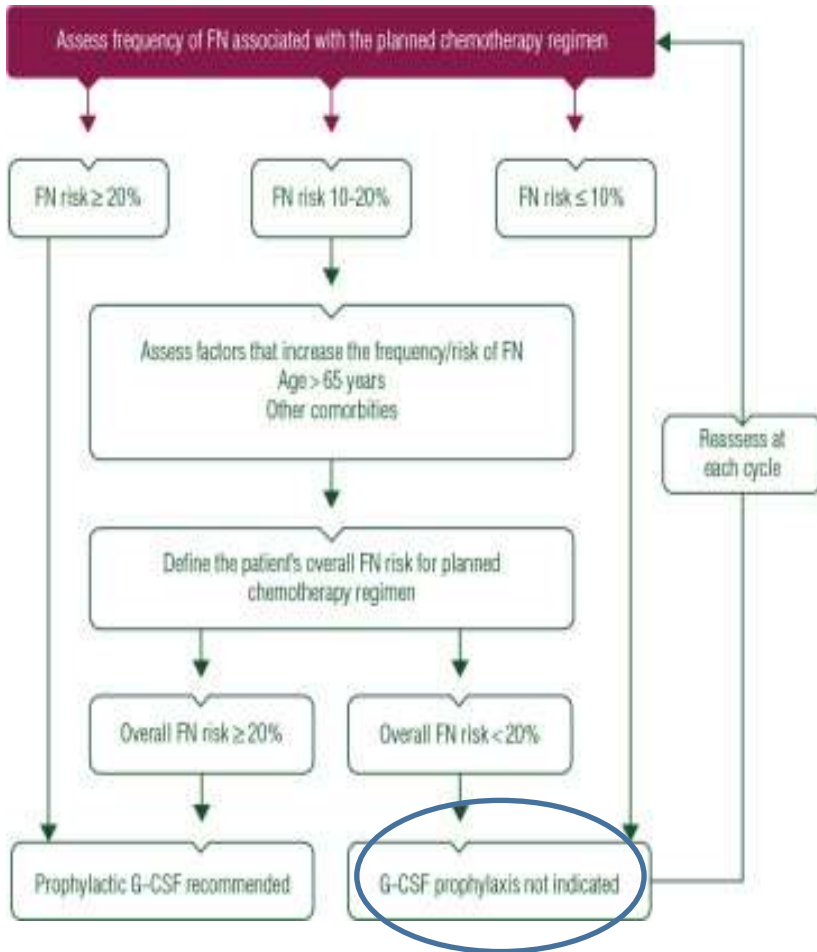 Assess frequency of FN associated with the planned chemotherapy regimen
FN risk ≥ 20%
FN risk 10-20%
FN risk ≤ 10%
Assess factors that increase the frequency/risk of FN
Age > 65 years
Other comorbities
Reassess at
each cycle
Define the patient's overall FN risk for planned
chemotherapy regimen
Overall FN risk ≥ 20%
Overall FN risk < 20%
Prophylactic G-CSF recommended
G-CSF prophylaxis not indicated